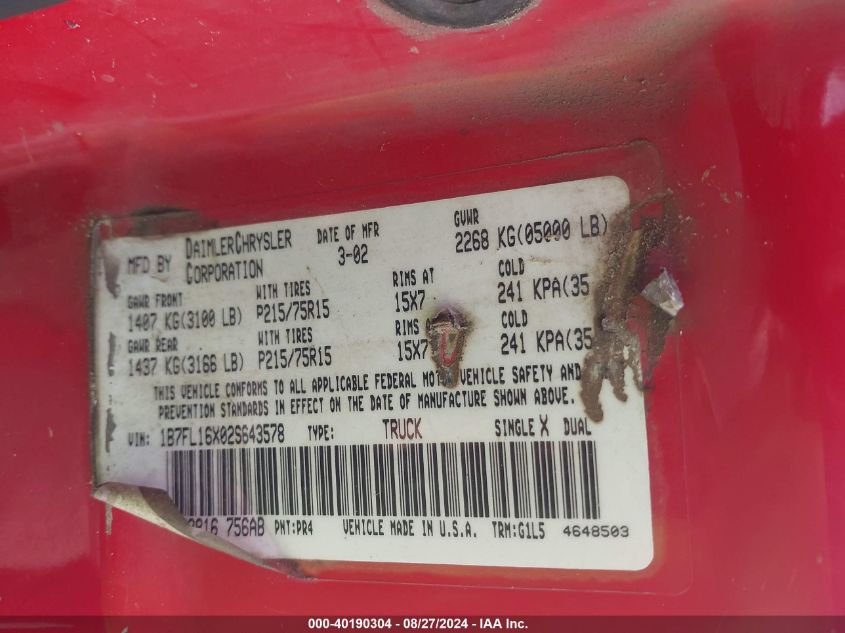 MFD BY DAIMLERCHRYSLER CORPORATION
DATE OF MFR 3-02
GVWR 2268 KG(05000 LB)
GAWR FRONT WITH TIRES RIMS AT COLD
1407 KG(3100 LB) P215/75R15 15X7 241 KPA(35
GAWR REAR WITH TIRES RIMS COLD
1437 KG(3166 LB) P215/75R15 15X7 241 KPA(35
THIS VEHICLE CONFORMS TO ALL APPLICABLE FEDERAL MOTOR VEHICLE SAFETY AND
PREVENTION STANDARDS IN EFFECT ON THE DATE OF MANUFACTURE SHOWN ABOVE.
VIN: 1B7FL16X02S643578 TYPE: TRUCK SINGLE X DUAL
756AB PNT:PR4 VEHICLE MADE IN U.S.A. TRM:G1L5 4648503
000-40190304 - 08/27/2024 - IAA Inc.